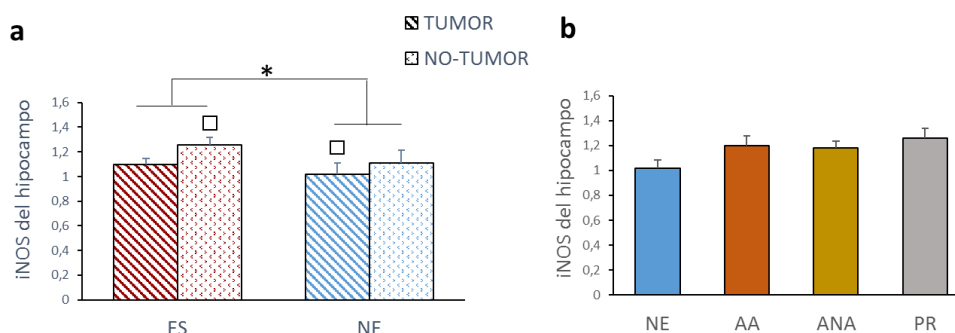 a
TUMOR
NO-TUMOR
*
iNOS del hipocampo
1,6
1,4
1,2
1
0,8
0,6
0,4
0,2
0
ES
NE
b
iNOS del hipocampo
1,6
1,4
1,2
1
0,8
0,6
0,4
0,2
0
NE
AA
ANA
PR